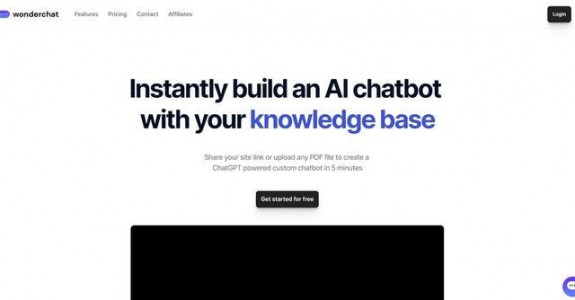 wonderchat
Features
Pricing
Contact
Affiliates
Login
Instantly build an AI chatbot
with your knowledge base
Share your site link or upload any PDF file to create a
ChatGPT powered custom chatbot in 5 minutes
Get started for free